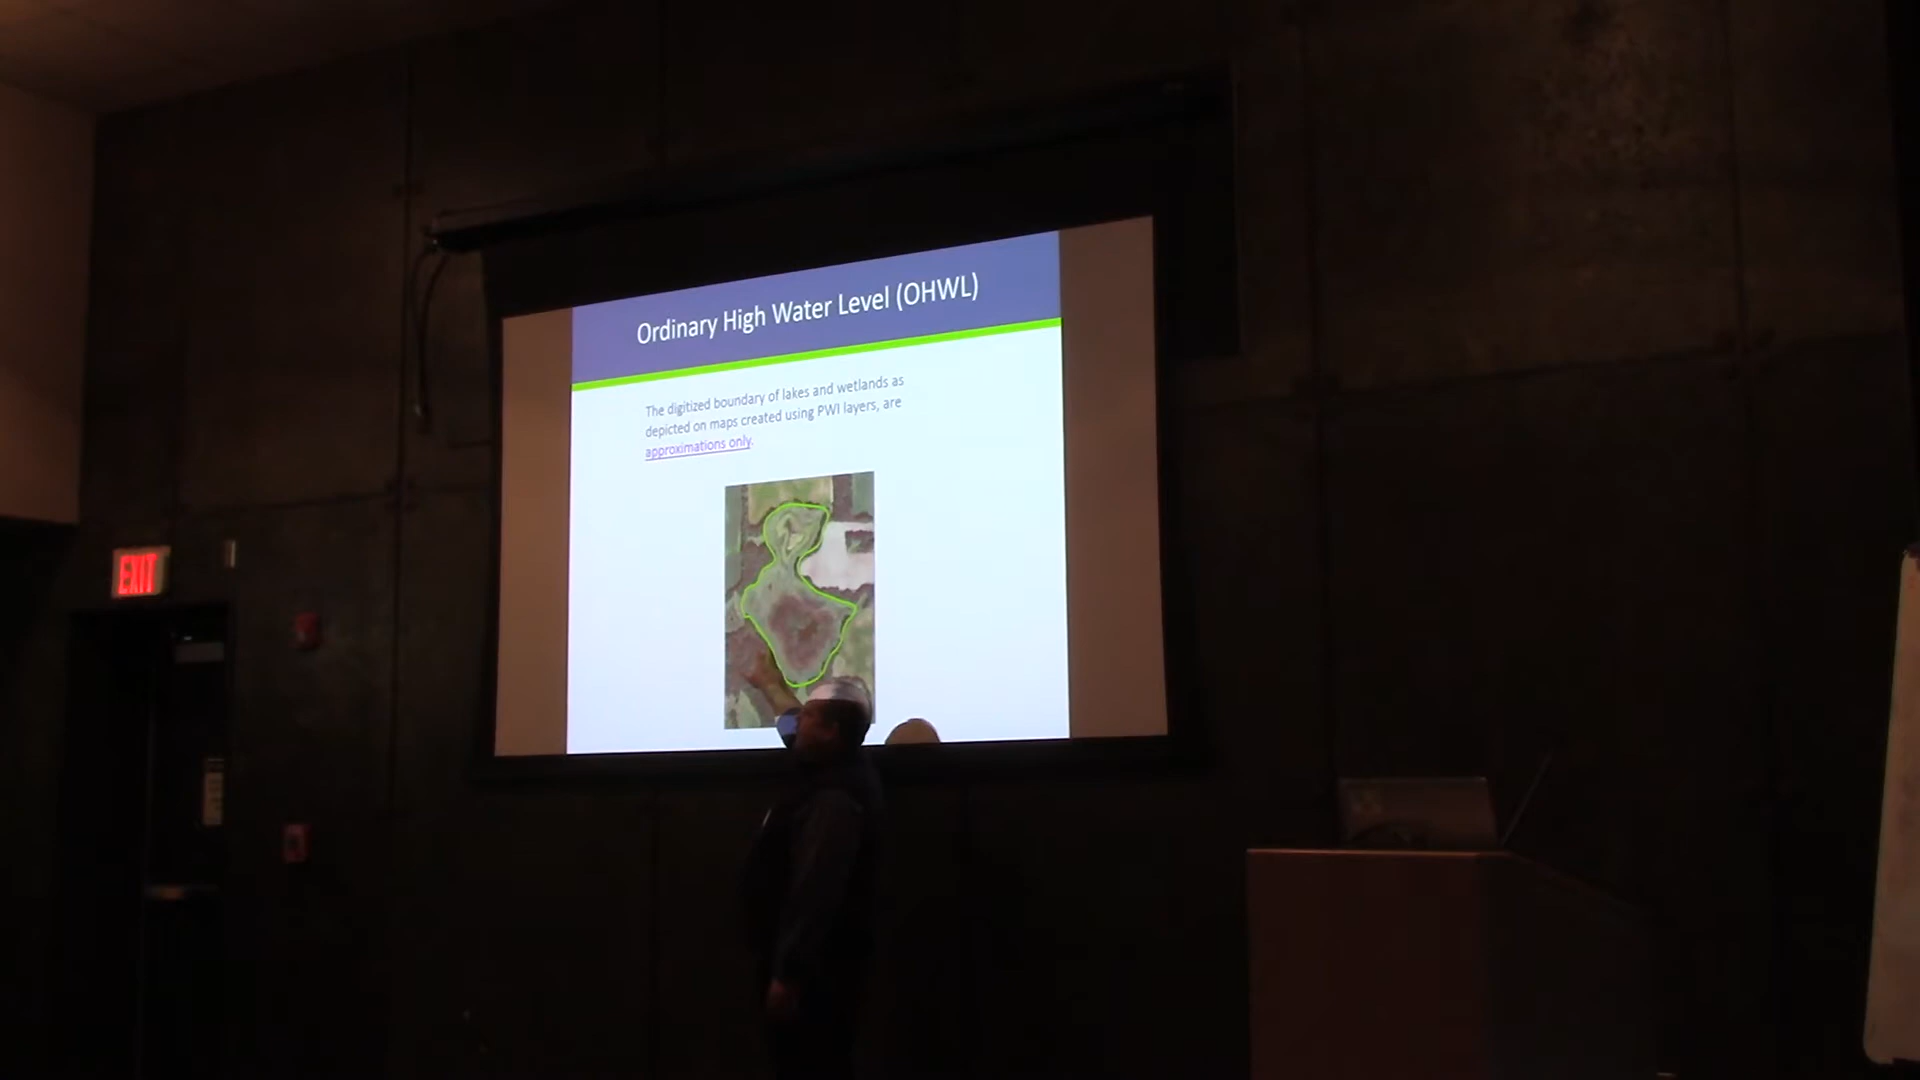 Ordinary High Water Level (OHWL)
The digitized boundary of lakes and wetlands as
depicted on maps created using PWI layers, are
approximations only.
EXIT